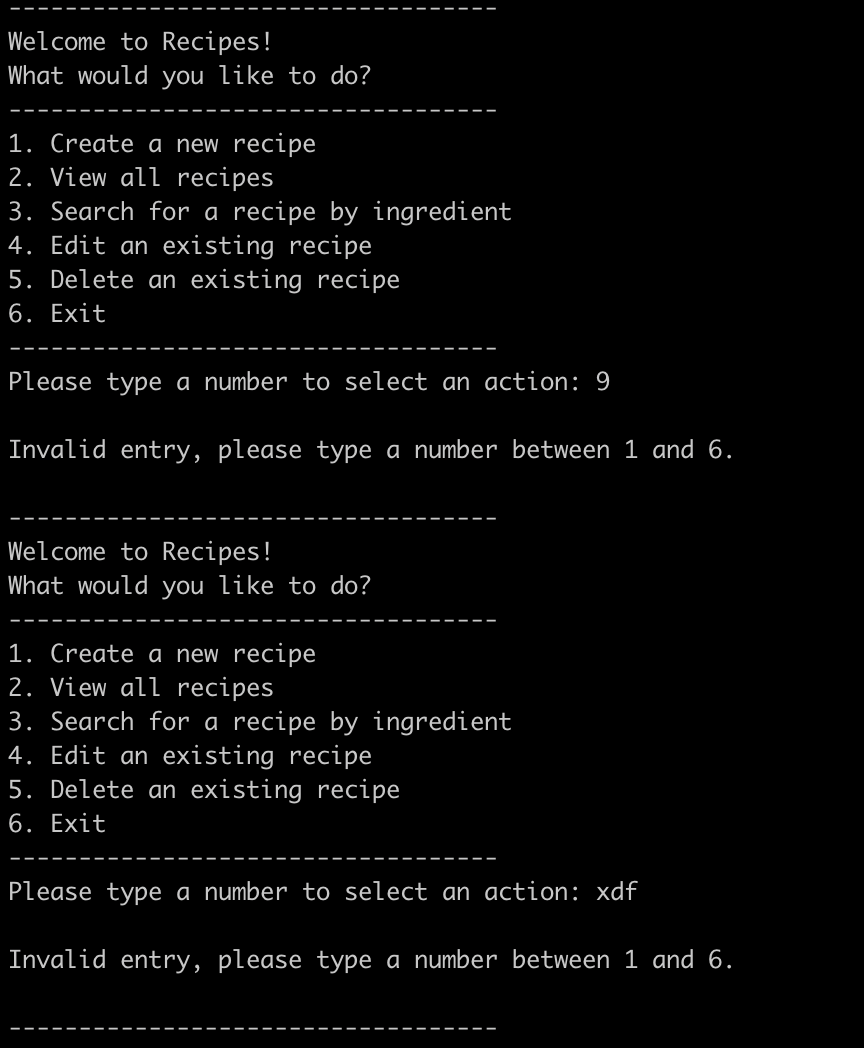 -----------------------------------
Welcome to Recipes!
What would you like to do?
-----------------------------------
1. Create a new recipe
2. View all recipes
3. Search for a recipe by ingredient
4. Edit an existing recipe
5. Delete an existing recipe
6. Exit
-----------------------------------
Please type a number to select an action: 9
Invalid entry, please type a number between 1 and 6.
-----------------------------------
Welcome to Recipes!
What would you like to do?
-----------------------------------
1. Create a new recipe
2. View all recipes
3. Search for a recipe by ingredient
4. Edit an existing recipe
5. Delete an existing recipe
6. Exit
-----------------------------------
Please type a number to select an action: xdf
Invalid entry, please type a number between 1 and 6.
-----------------------------------